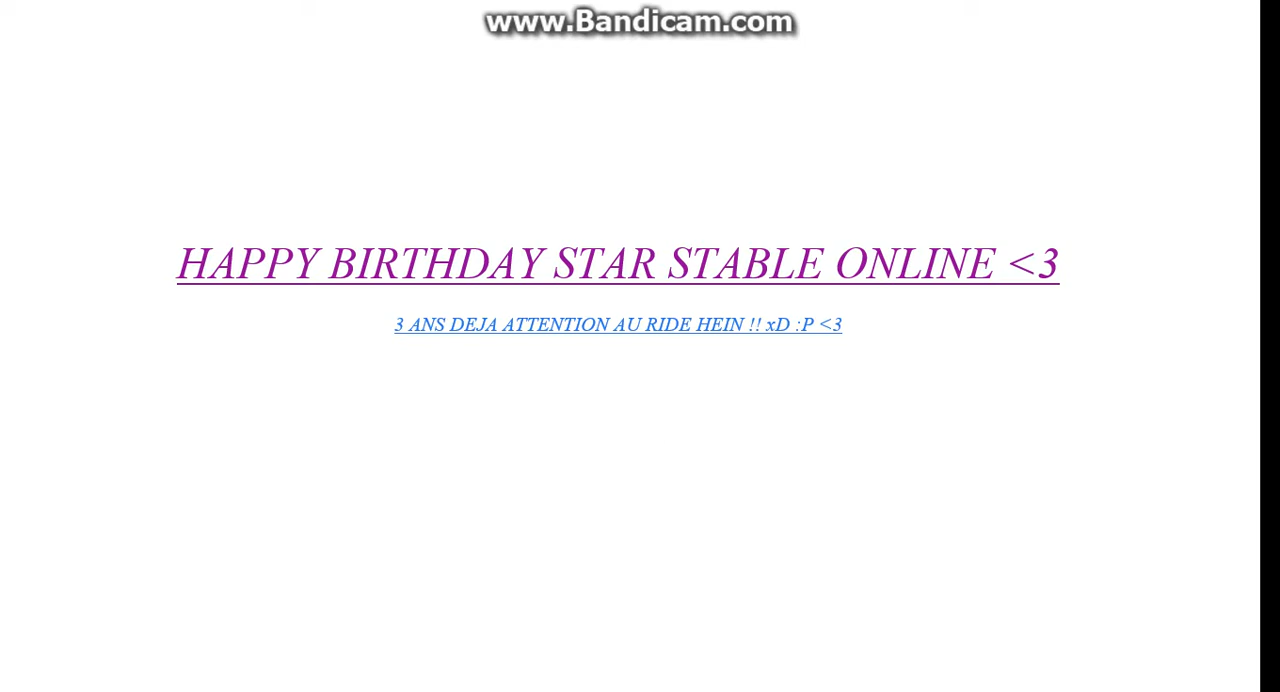 www.Bandicam.com
HAPPY BIRTHDAY STAR STABLE ONLINE <3
3 ANS DEJA ATTENTION AU RIDE HEIN !! xD :P <3